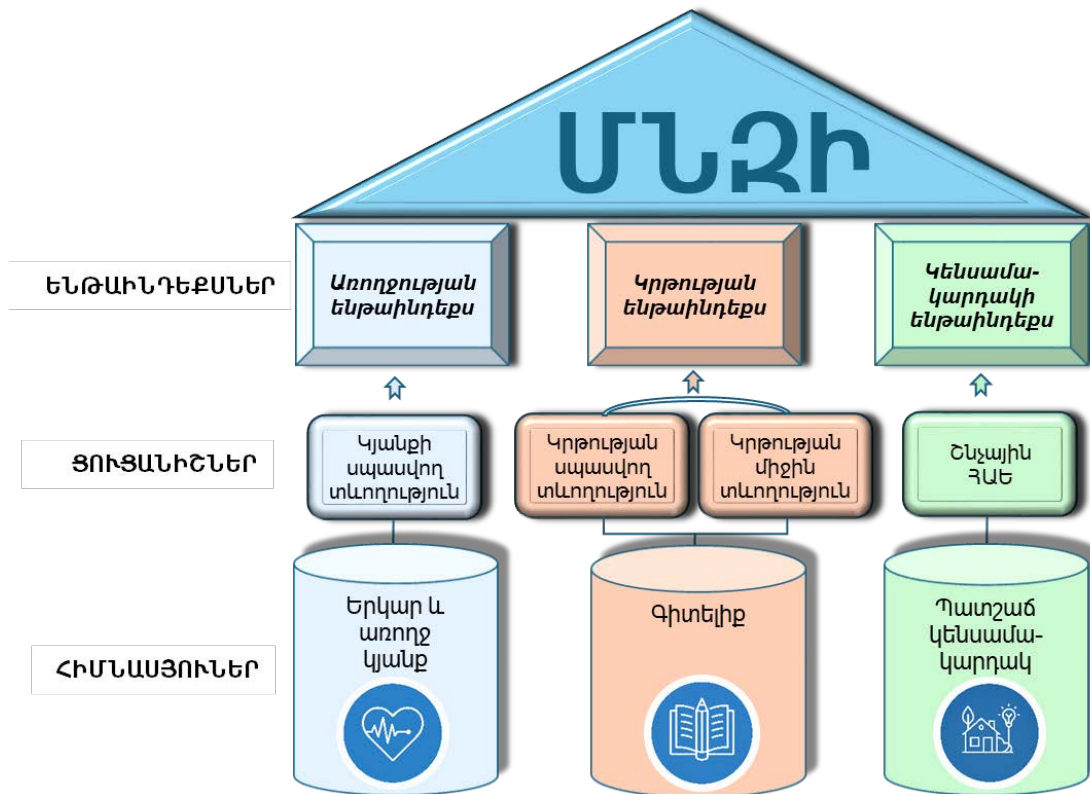 ՄՆԶԻ
ԵՆԹԱԻՆԴԵՔՍՆԵՐ
Առողջության
ենթաինդեքս
Կրթության
ենթաինդեքս
Կենսամա-
կարդակի
ենթաինդեքս
ՑՈՒՑԱՆԻՇՆԵՐ
Կյանքի
սպասվող
տևողություն
Կրթության
սպասվող
տևողություն
Կրթության
միջին
տևողություն
Շնչային
ՀԱԵ
ՀԻՄՆԱՍՅՈՒՆԵՐ
Երկար և
առողջ
կյանք
Գիտելիք
Պատշաճ
կենսամա-
կարդակ